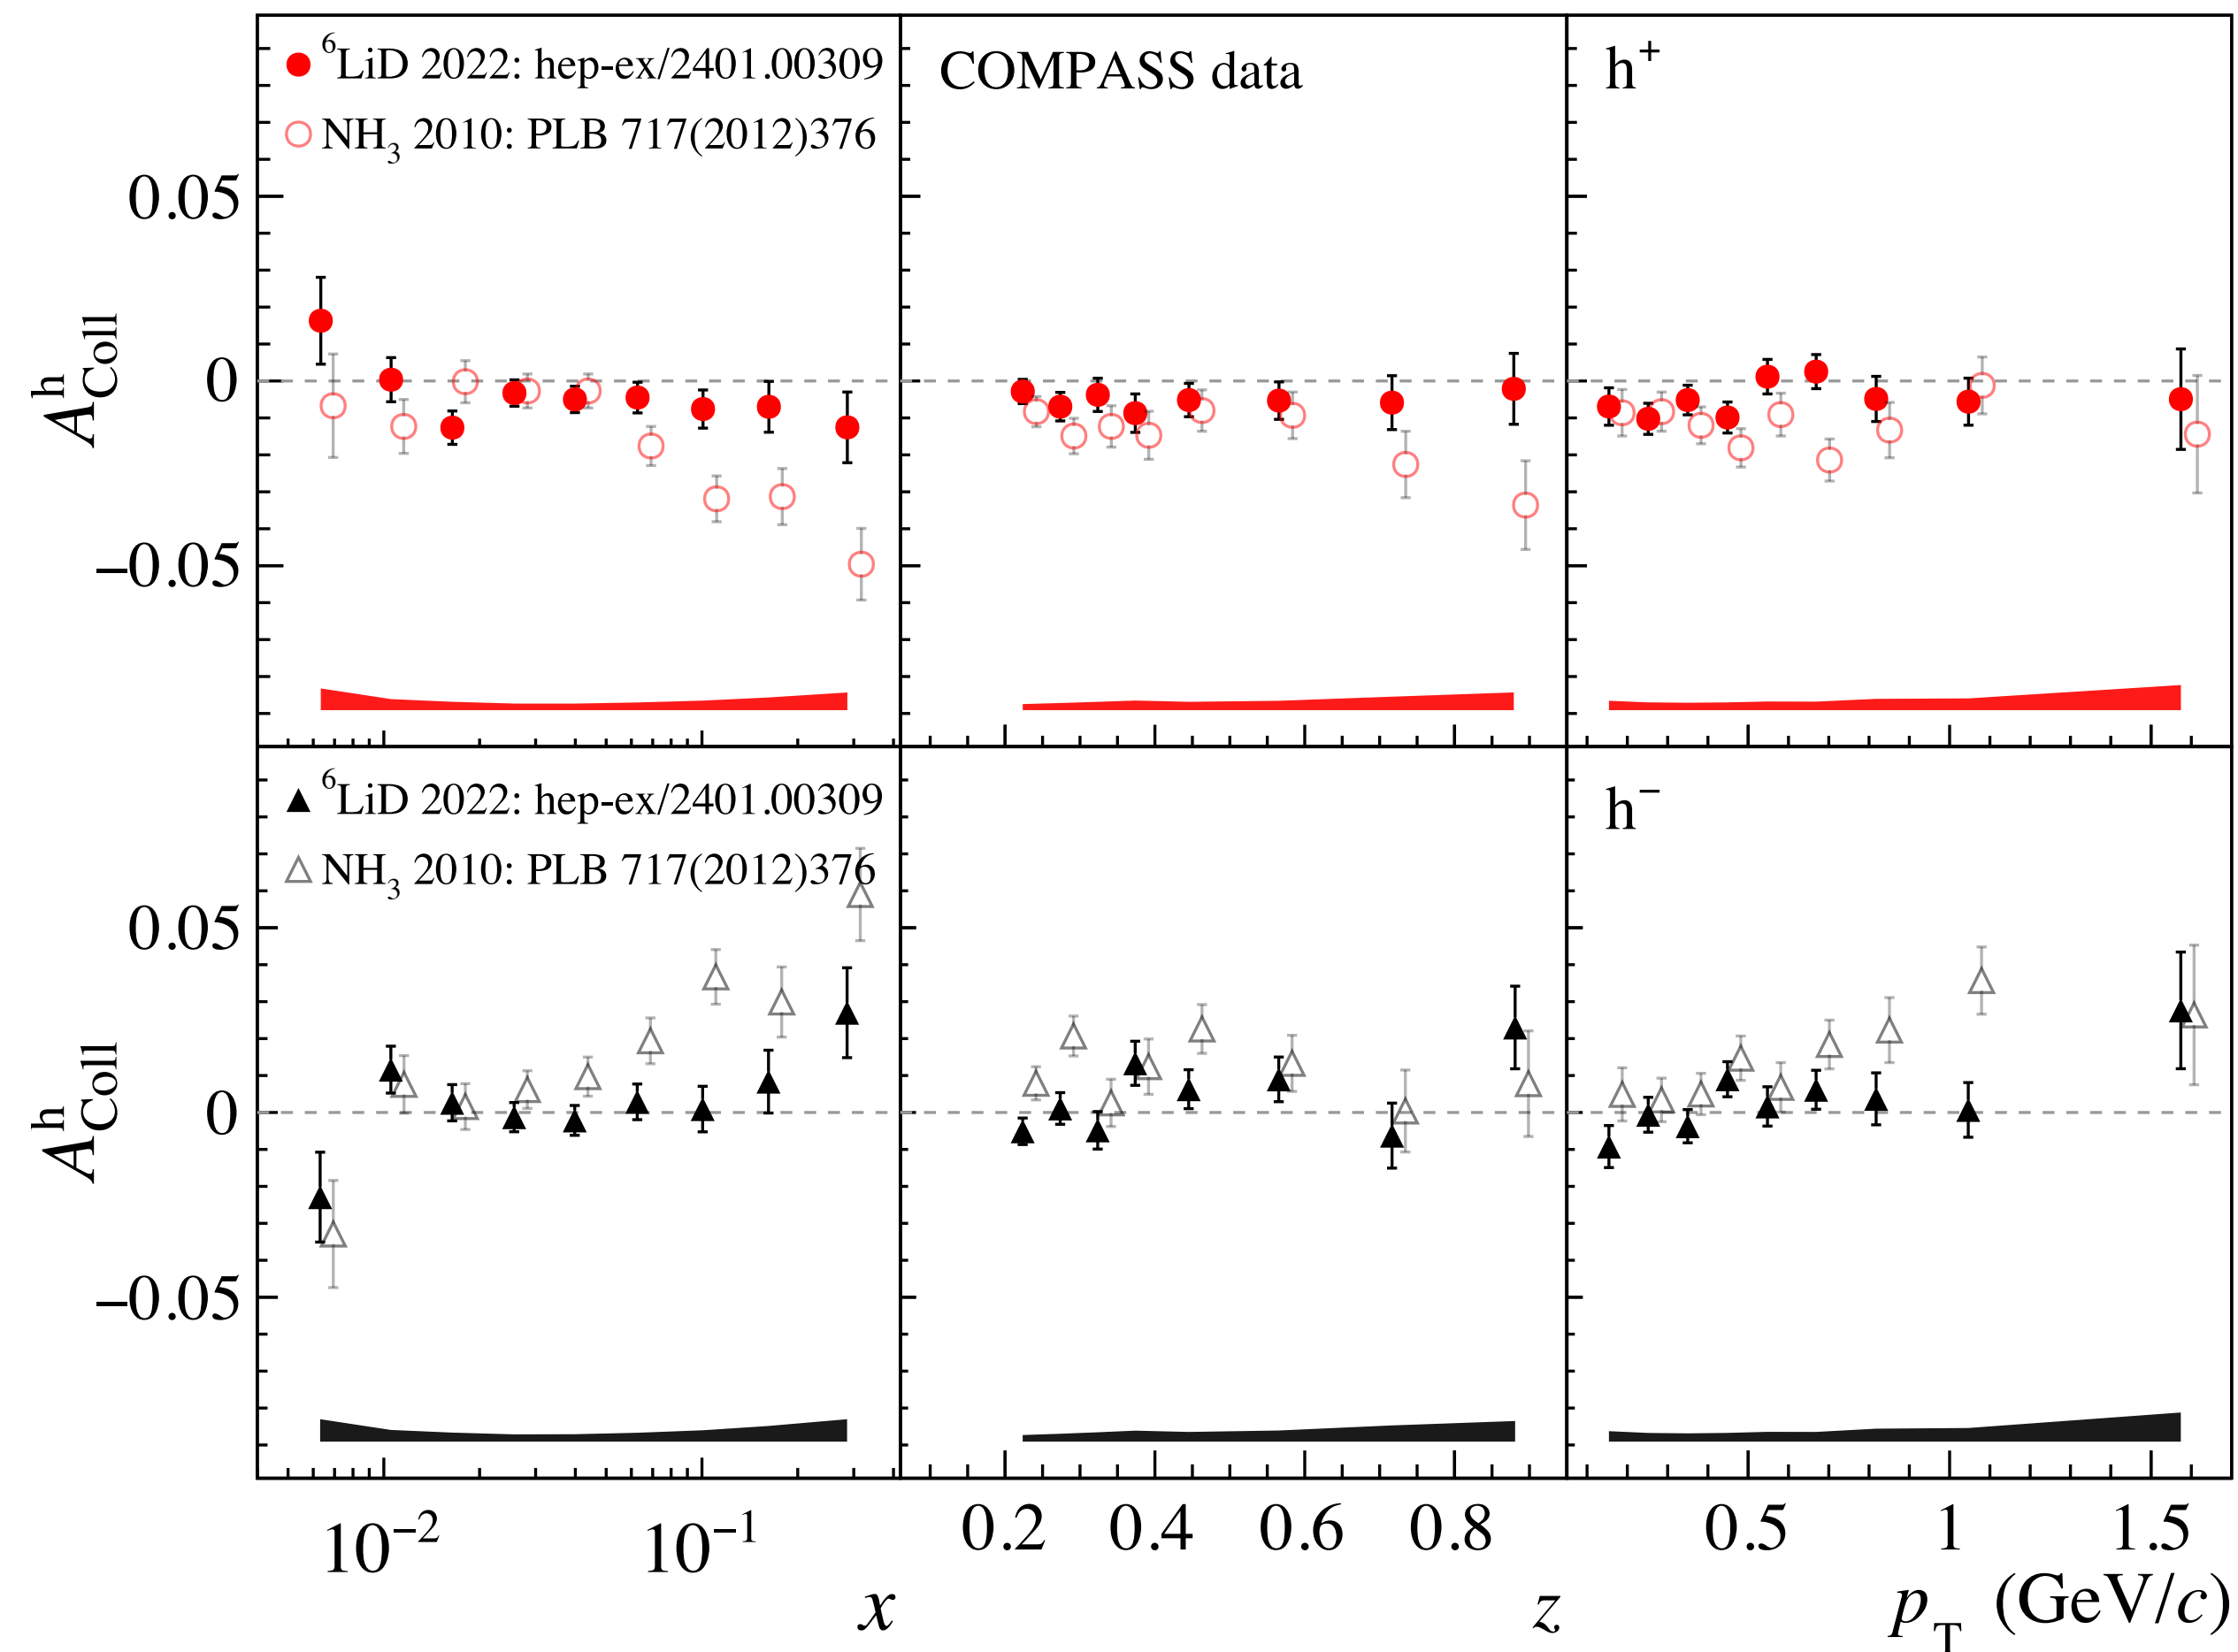 ⁶LiD 2022: hep-ex/2401.00309
NH₃ 2010: PLB 717(2012)376
COMPASS data
h⁺
0.05
0
−0.05
A^h_Coll
⁶LiD 2022: hep-ex/2401.00309
NH₃ 2010: PLB 717(2012)376
h⁻
0.05
0
−0.05
A^h_Coll
10⁻² 10⁻¹
0.2 0.4 0.6 0.8
0.5 1 1.5
x
z
p_T (GeV/c)